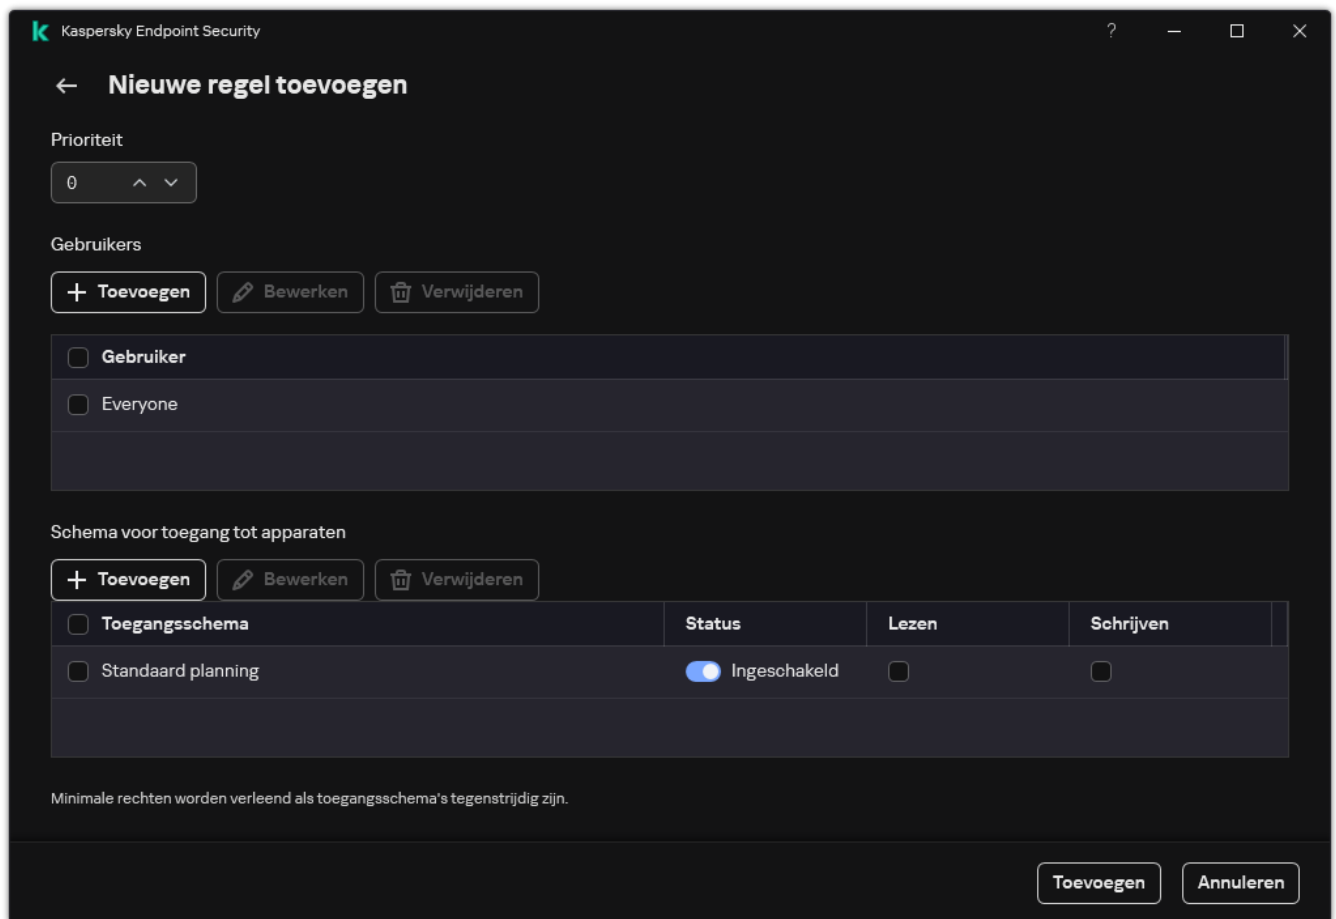 Kaspersky Endpoint Security
?
Nieuwe regel toevoegen
Prioriteit
0
Gebruikers
Toevoegen Bewerken Verwijderen
Gebruiker
Everyone
Schema voor toegang tot apparaten
Toevoegen Bewerken Verwijderen
Toegangsschema Status Lezen Schrijven
Standaard planning Ingeschakeld
Minimale rechten worden verleend als toegangsschema's tegenstrijdig zijn.
Toevoegen Annuleren